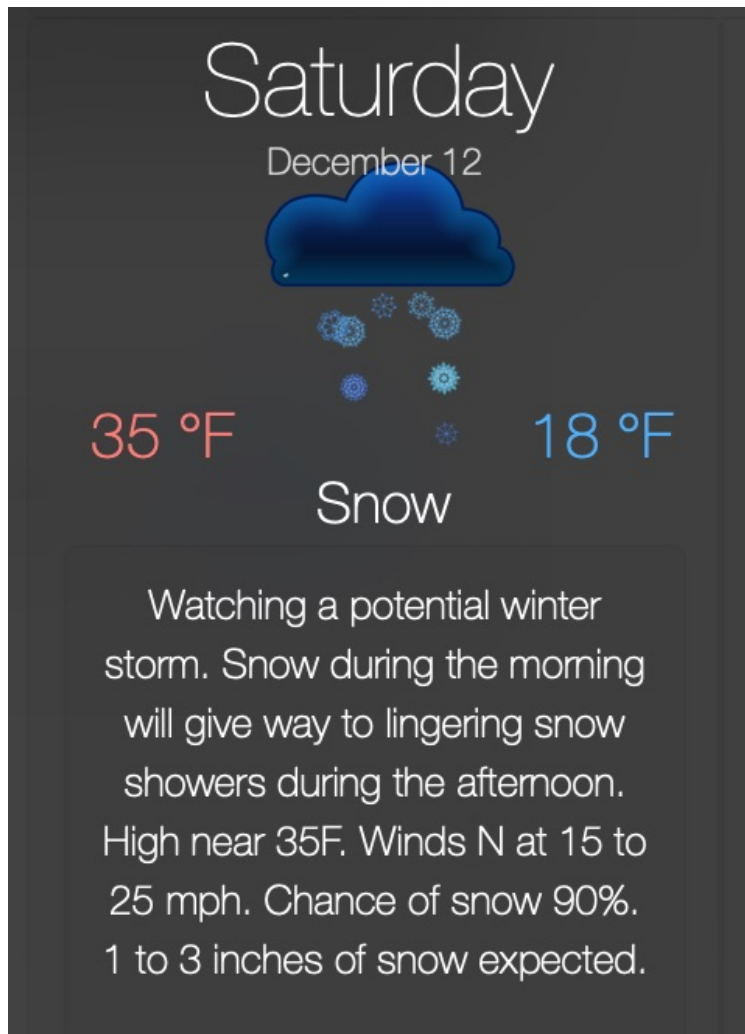 Saturday
December 12
35 °F
18 °F
Snow
Watching a potential winter
storm. Snow during the morning
will give way to lingering snow
showers during the afternoon.
High near 35F. Winds N at 15 to
25 mph. Chance of snow 90%.
1 to 3 inches of snow expected.